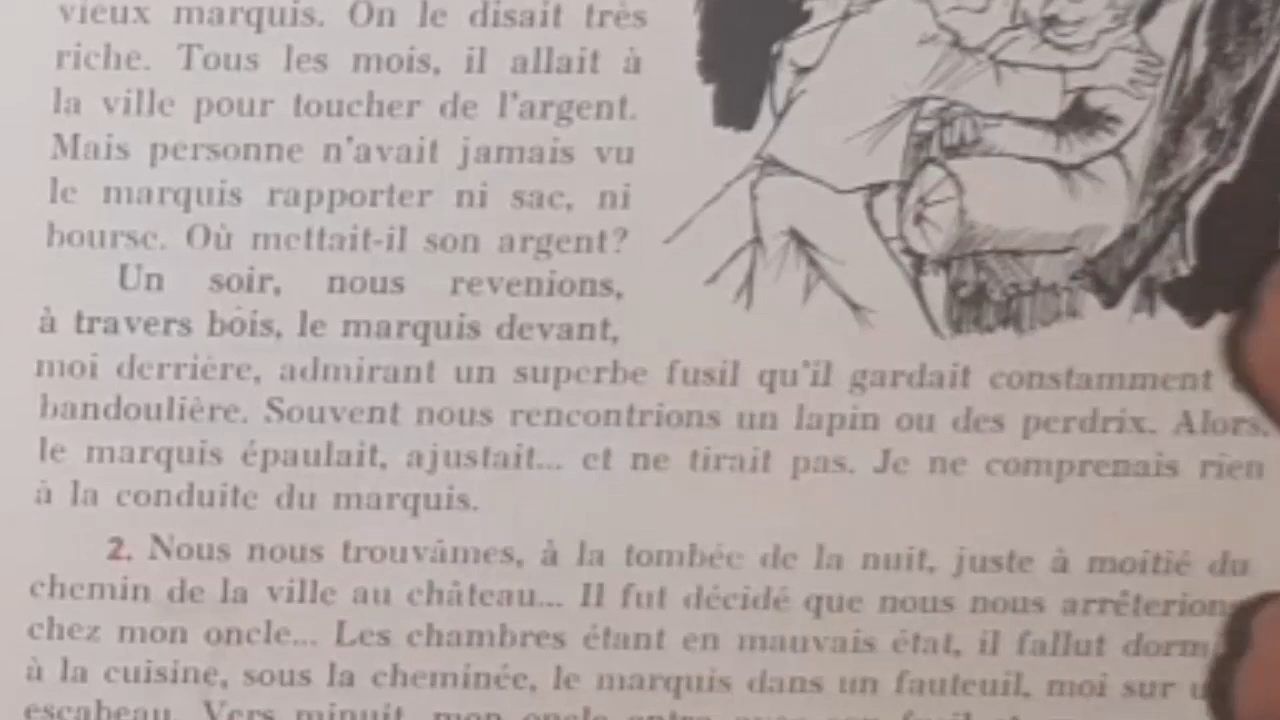 vieux marquis. On le disait très
riche. Tous les mois, il allait à
la ville pour toucher de l'argent.
Mais personne n'avait jamais vu
le marquis rapporter ni sac, ni
bourse. Où mettait-il son argent?
Un soir, nous revenions,
à travers bois, le marquis devant,
moi derrière, admirant un superbe fusil qu'il gardait constamment
bandoulière. Souvent nous rencontrions un lapin ou des perdrix. Alors,
le marquis épaulait, ajustait... et ne tirait pas. Je ne comprenais rien
à la conduite du marquis.
2. Nous nous trouvâmes, à la tombée de la nuit, juste à moitié du
chemin de la ville au château... Il fut décidé que nous nous
chez mon oncle... Les chambres étant en mauvais état, il fallut
à la cuisine, sous la cheminée, le marquis dans un fauteuil, moi sur
escabeau. Vers minuit, mon oncle